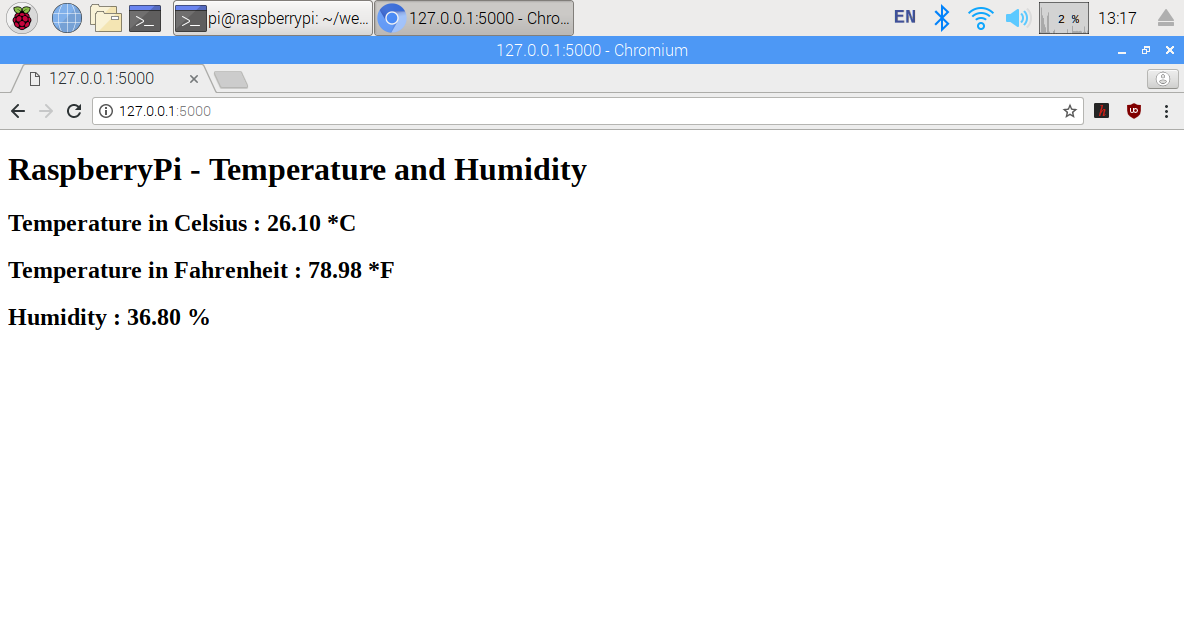 pi@raspberrypi: ~/we...
127.0.0.1:5000 - Chro...
EN
2 %
13:17
127.0.0.1:5000 - Chromium
127.0.0.1:5000
127.0.0.1:5000
RaspberryPi - Temperature and Humidity
Temperature in Celsius : 26.10 *C
Temperature in Fahrenheit : 78.98 *F
Humidity : 36.80 %